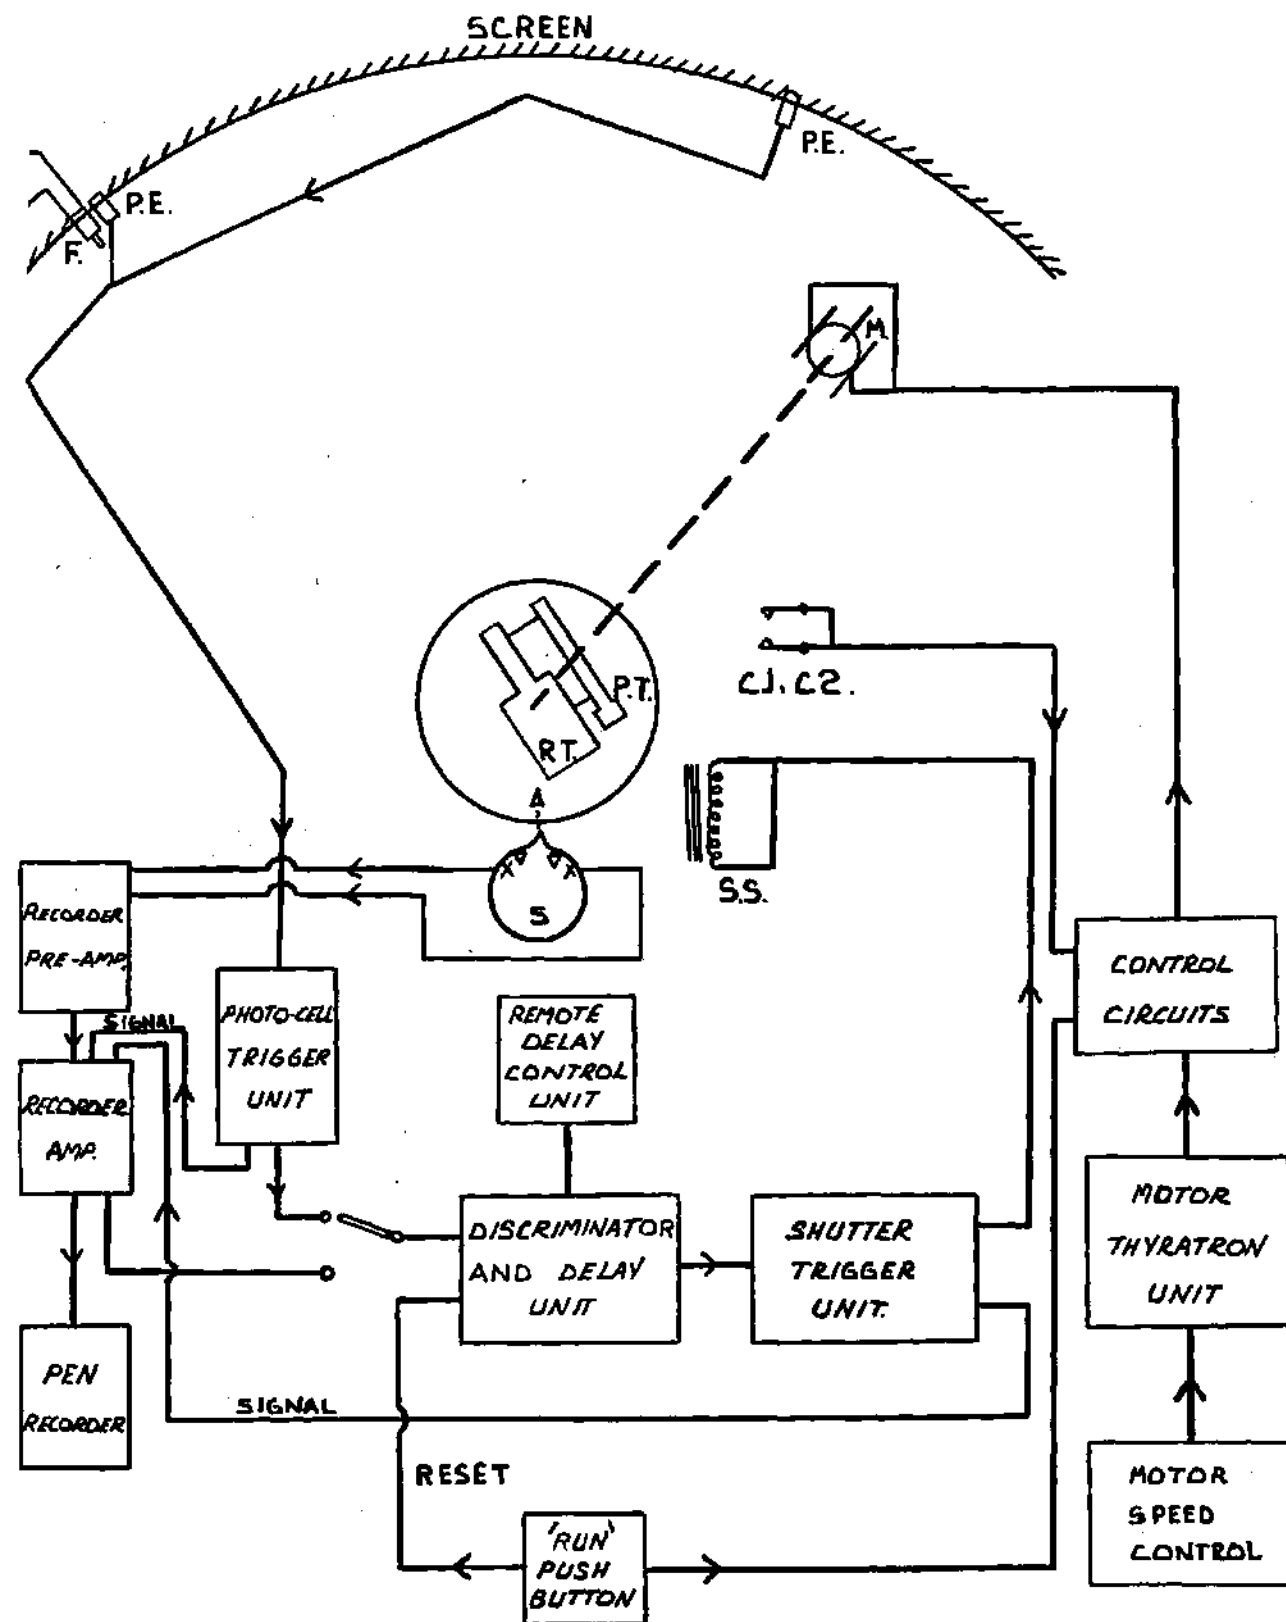 SCREEN
P.E.
P.E.
F.
M.
P.T.
R.T.
C1. C2.
A
S
S.S.
RECORDER
PRE-AMP.
SIGNAL
PHOTO-CELL
TRIGGER
UNIT
REMOTE
DELAY
CONTROL
UNIT
CONTROL
CIRCUITS
RECORDER
AMP.
DISCRIMINATOR
AND DELAY
UNIT
SHUTTER
TRIGGER
UNIT.
MOTOR
THYRATRON
UNIT
PEN
RECORDER
SIGNAL
RESET
'RUN'
PUSH
BUTTON
MOTOR
SPEED
CONTROL